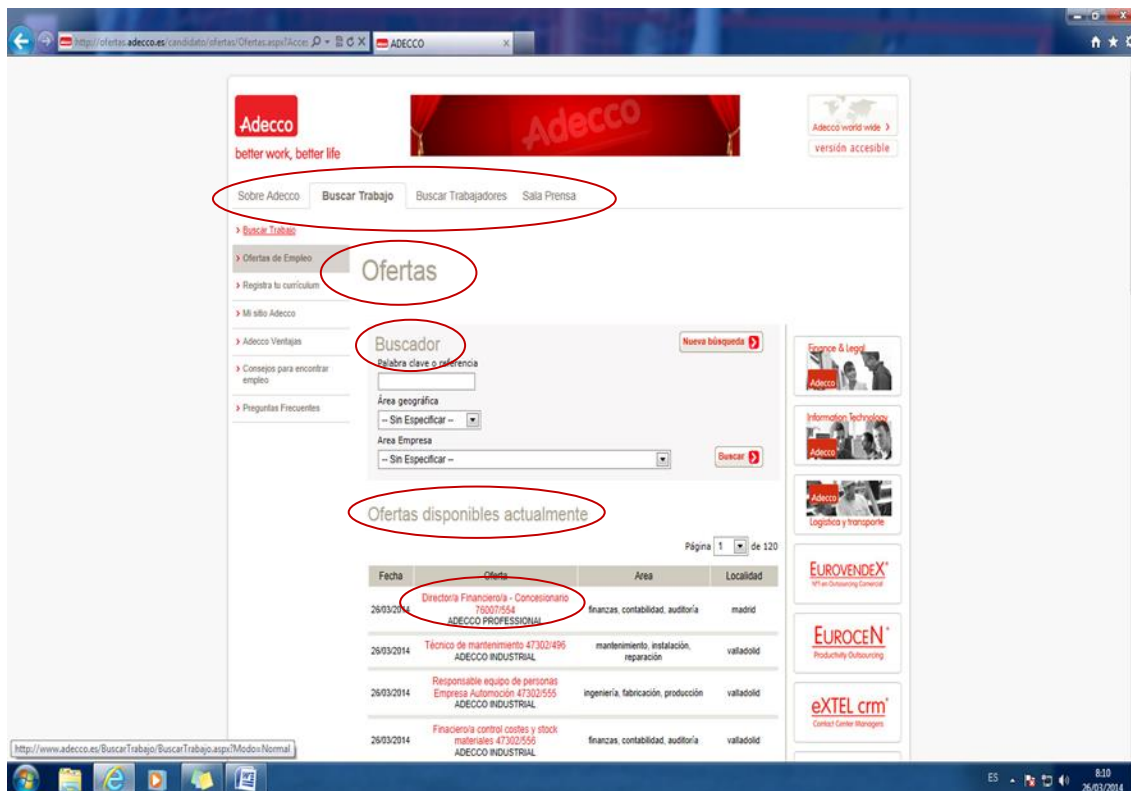 http://ofertas.adecco.es/candidato/ofertas/Ofertas.aspx?Acces
ADECCO
Adecco
better work, better life
Adecco
Adecco world wide >
versión accesible
Sobre Adecco Buscar Trabajo Buscar Trabajadores Sala Prensa
> Buscar Trabajo
> Ofertas de Empleo
> Registra tu currículum
> Mi sitio Adecco
> Adecco Ventajas
> Consejos para encontrar
empleo
> Preguntas Frecuentes
Ofertas
Buscador
Nueva búsqueda
Palabra clave o referencia
Área geográfica
-- Sin Especificar --
Area Empresa
-- Sin Especificar --
Buscar
Ofertas disponibles actualmente
Página 1 de 120
Fecha Oferta Area Localidad
26/03/2014 Director/a Financiero/a - Concesionario
76007/554
ADECCO PROFESSIONAL finanzas, contabilidad, auditoría madrid
26/03/2014 Técnico de mantenimiento 47302/496
ADECCO INDUSTRIAL mantenimiento, instalación,
reparación valladolid
26/03/2014 Responsable equipo de personas
Empresa Automoción 47302/555
ADECCO INDUSTRIAL ingeniería, fabricación, producción valladolid
26/03/2014 Finaciero/a control costes y stock
materiales 47302/556
ADECCO INDUSTRIAL finanzas, contabilidad, auditoría valladolid
Finance & Legal
Adecco
Information Technology
Adecco
Adecco
Logística y transporte
EUROVENDEX
Nº1 en Outsourcing Comercial
EUROCEN
Productivity Outsourcing
eXTEL crm
Contact Center Managers
http://www.adecco.es/BuscarTrabajo/BuscarTrabajo.aspx?Modo=Normal
ES
8:10
26/03/2014